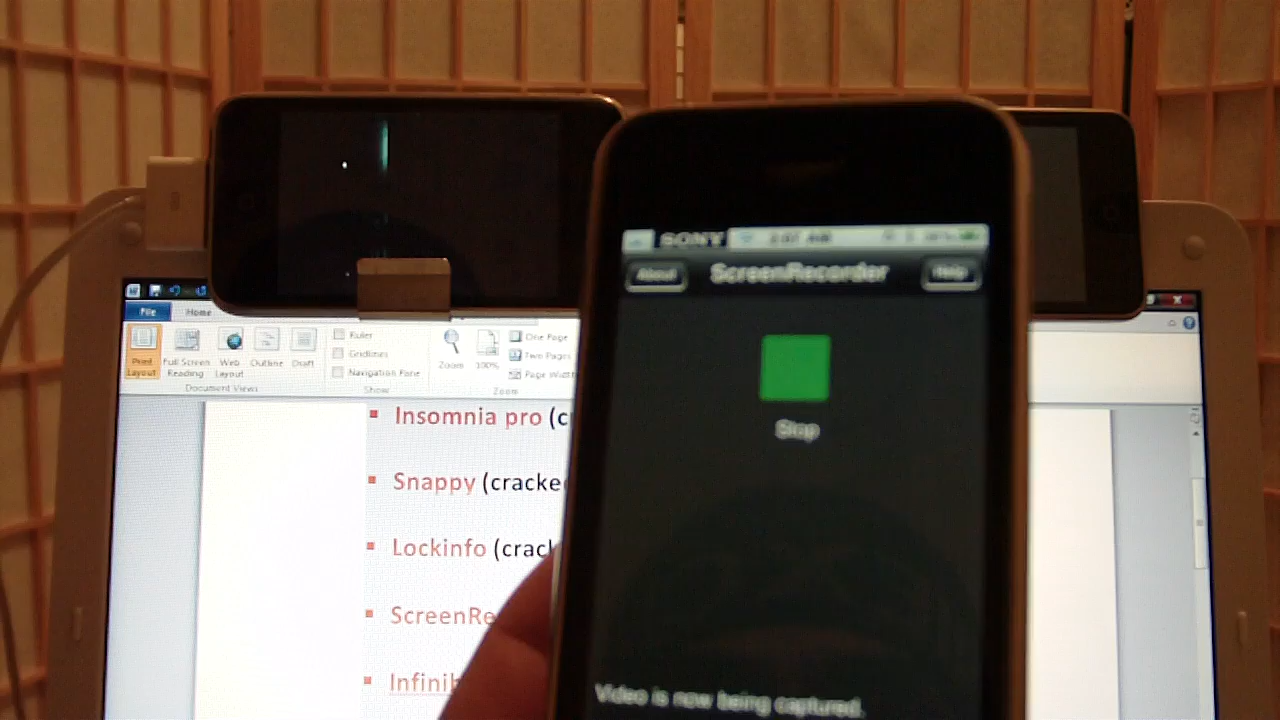 File Home
Print Layout
Full Screen Reading
Web Layout
Outline
Draft
Document Views
Ruler
Gridlines
Navigation Pane
Show
Zoom
100%
One Page
Two Pages
Page Width
Zoom
Insomnia pro (c
Snappy (cracke
Lockinfo (crack
ScreenRe
Infinib
SONY
About ScreenRecorder Help
Stop
Video is now being captured.